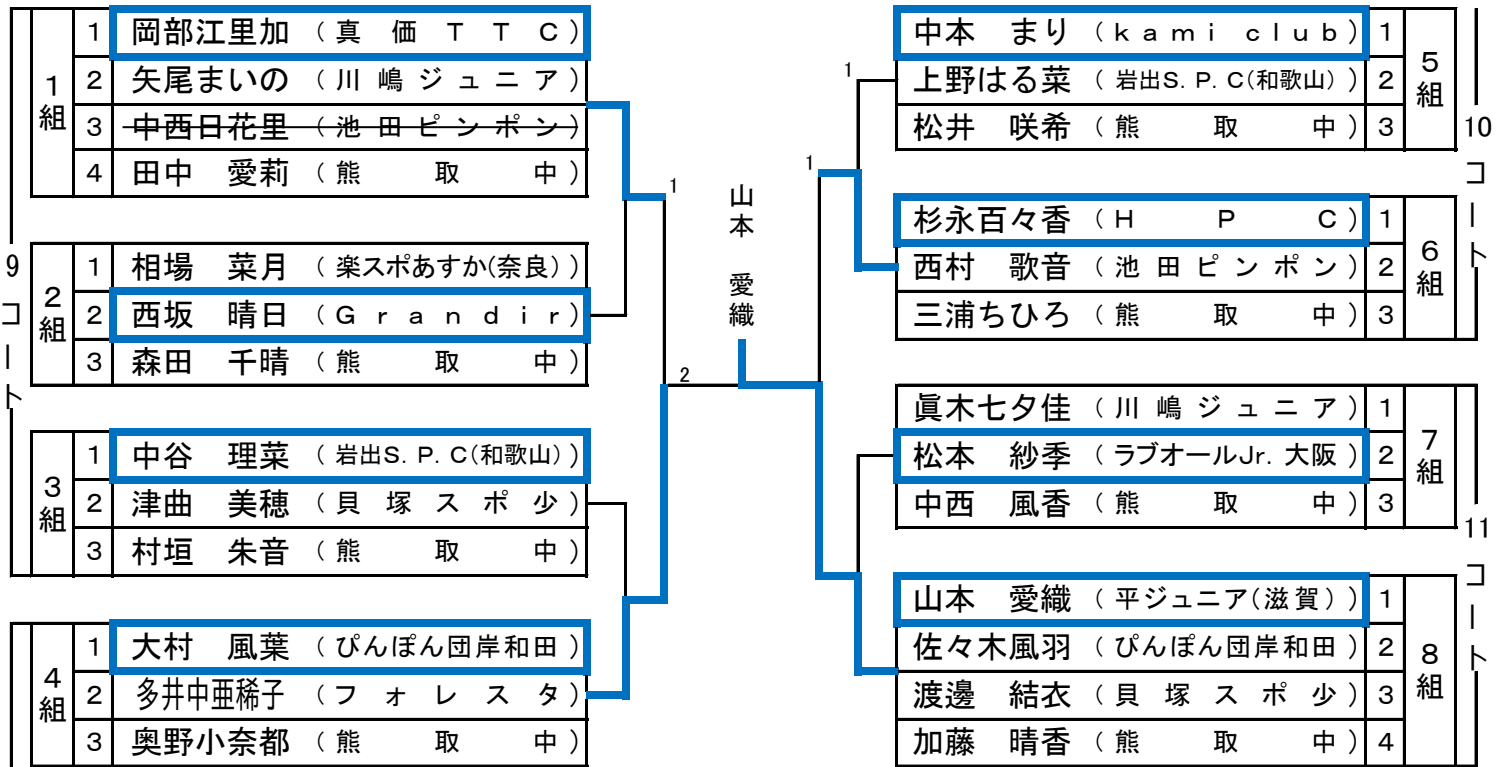 9コート
1組
1 岡部江里加 (真価TTC)
2 矢尾まいの (川嶋ジュニア)
3 中西日花里 (池田ピンポン)
4 田中 愛莉 (熊取中)
2組
1 相場 菜月 (楽スポあすか(奈良))
2 西坂 晴日 (Grandir)
3 森田 千晴 (熊取中)
3組
1 中谷 理菜 (岩出S.P.C(和歌山))
2 津曲 美穂 (貝塚スポ少)
3 村垣 朱音 (熊取中)
4組
1 大村 風葉 (ぴんぽん団岸和田)
2 多井中亜稀子 (フォレスタ)
3 奥野小奈都 (熊取中)
1
2
山本 愛織
1
1
10コート
5組
中本 まり (kami club) 1
上野はる菜 (岩出S.P.C(和歌山)) 2
松井 咲希 (熊取中) 3
6組
杉永百々香 (HPC) 1
西村 歌音 (池田ピンポン) 2
三浦ちひろ (熊取中) 3
11コート
7組
眞木七夕佳 (川嶋ジュニア) 1
松本 紗季 (ラブオールJr.大阪) 2
中西 風香 (熊取中) 3
8組
山本 愛織 (平ジュニア(滋賀)) 1
佐々木風羽 (ぴんぽん団岸和田) 2
渡邊 結衣 (貝塚スポ少) 3
加藤 晴香 (熊取中) 4